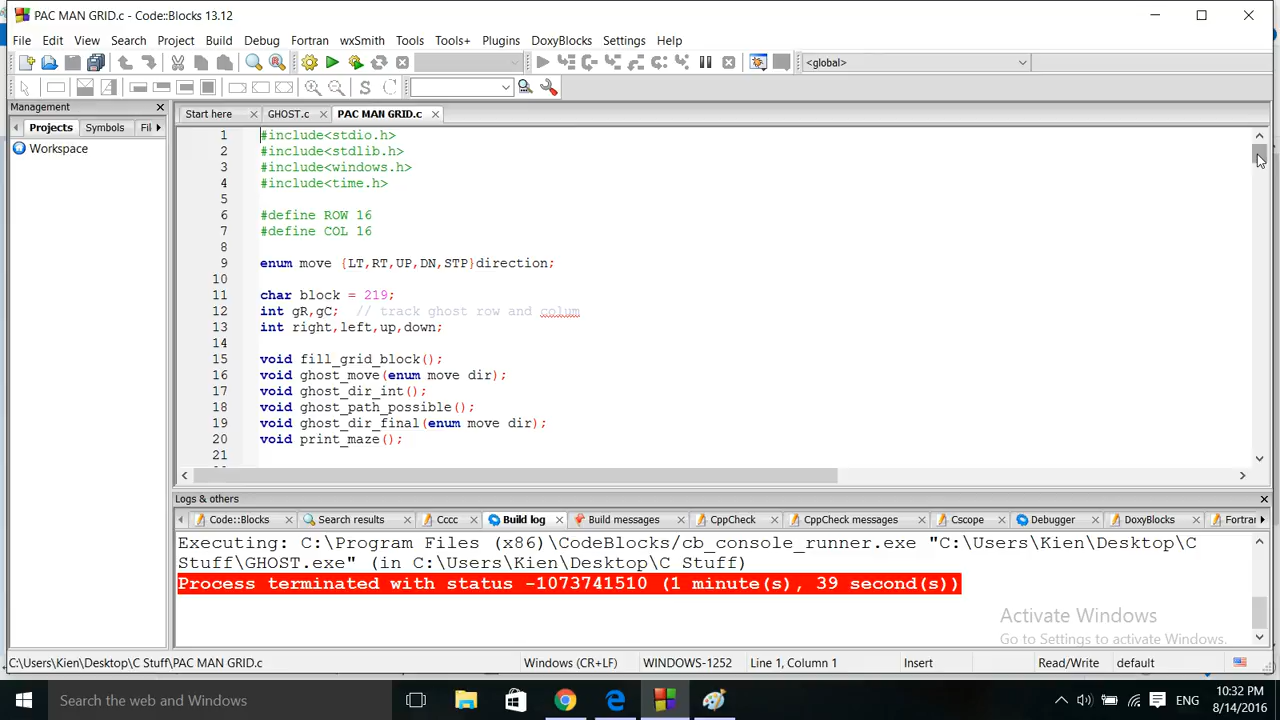 PAC MAN GRID.c - Code::Blocks 13.12
File Edit View Search Project Build Debug Fortran wxSmith Tools Tools+ Plugins DoxyBlocks Settings Help
<global>
Management
Projects Symbols Fil
Workspace
Start here GHOST.c PAC MAN GRID.c
1 #include<stdio.h>
2 #include<stdlib.h>
3 #include<windows.h>
4 #include<time.h>
5
6 #define ROW 16
7 #define COL 16
8
9 enum move {LT,RT,UP,DN,STP}direction;
10
11 char block = 219;
12 int gR,gC; // track ghost row and colum
13 int right,left,up,down;
14
15 void fill_grid_block();
16 void ghost_move(enum move dir);
17 void ghost_dir_int();
18 void ghost_path_possible();
19 void ghost_dir_final(enum move dir);
20 void print_maze();
21
Logs & others
Code::Blocks Search results Cccc Build log Build messages CppCheck CppCheck messages Cscope Debugger DoxyBlocks Fortran
Executing: C:\Program Files (x86)\CodeBlocks/cb_console_runner.exe "C:\Users\Kien\Desktop\C
Stuff\GHOST.exe" (in C:\Users\Kien\Desktop\C Stuff)
Process terminated with status -1073741510 (1 minute(s), 39 second(s))
Activate Windows
Go to Settings to activate Windows.
C:\Users\Kien\Desktop\C Stuff\PAC MAN GRID.c Windows (CR+LF) WINDOWS-1252 Line 1, Column 1 Insert Read/Write default
Search the web and Windows
ENG
10:32 PM
8/14/2016